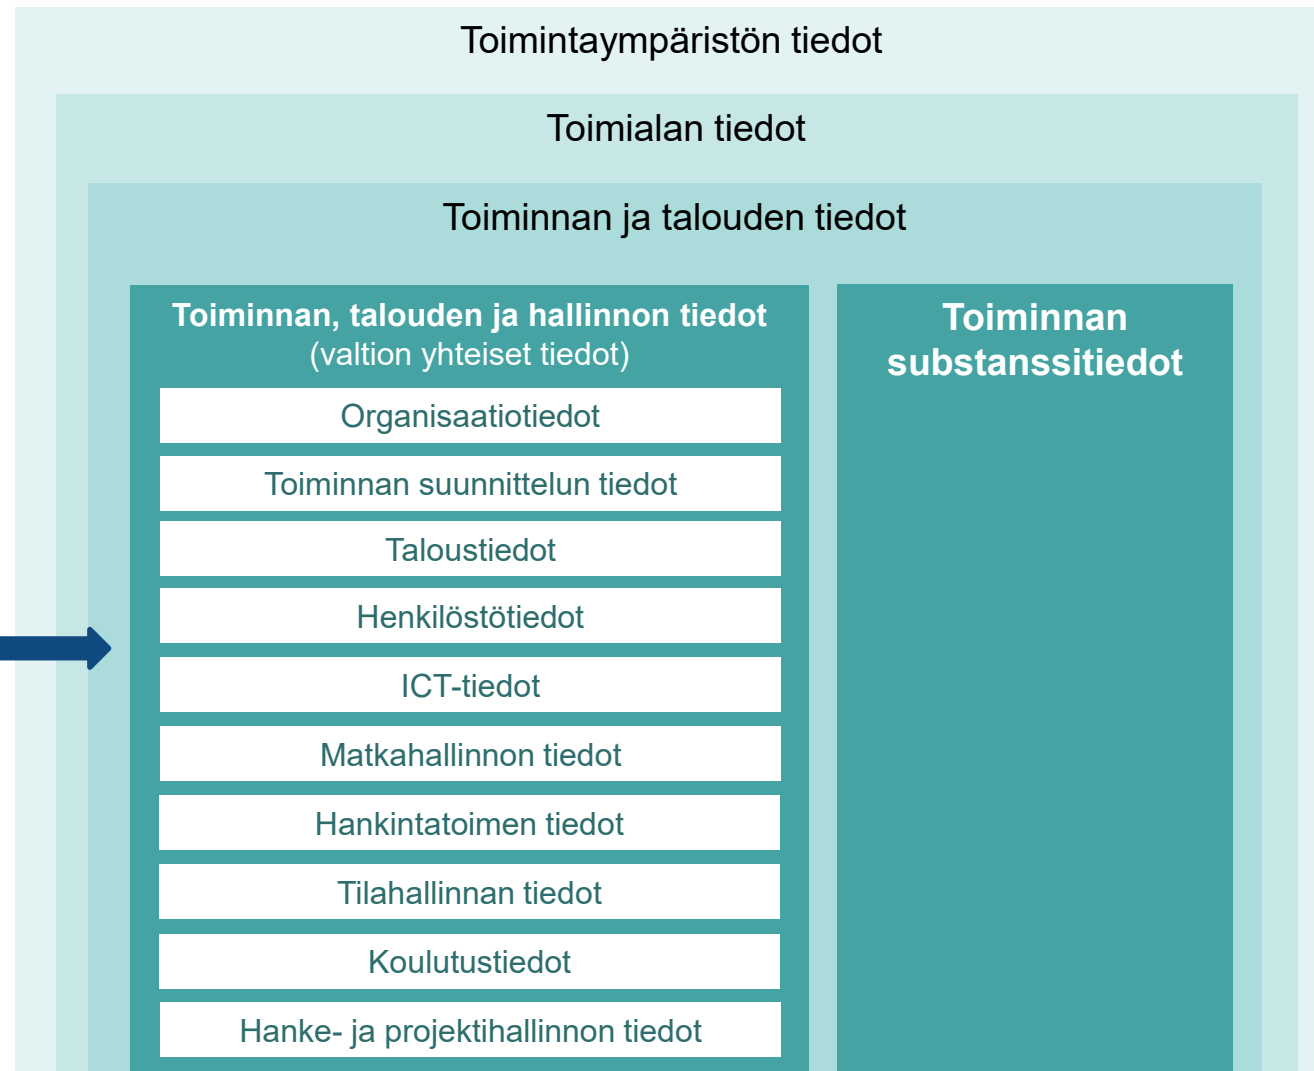 Toimintaympäristön tiedot
Toimialan tiedot
Toiminnan ja talouden tiedot
Toiminnan, talouden ja hallinnon tiedot
(valtion yhteiset tiedot)
Organisaatiotiedot
Toiminnan suunnittelun tiedot
Taloustiedot
Henkilöstötiedot
ICT-tiedot
Matkahallinnon tiedot
Hankintatoimen tiedot
Tilahallinnan tiedot
Koulutustiedot
Hanke- ja projektihallinnon tiedot
Toiminnan
substanssitiedot